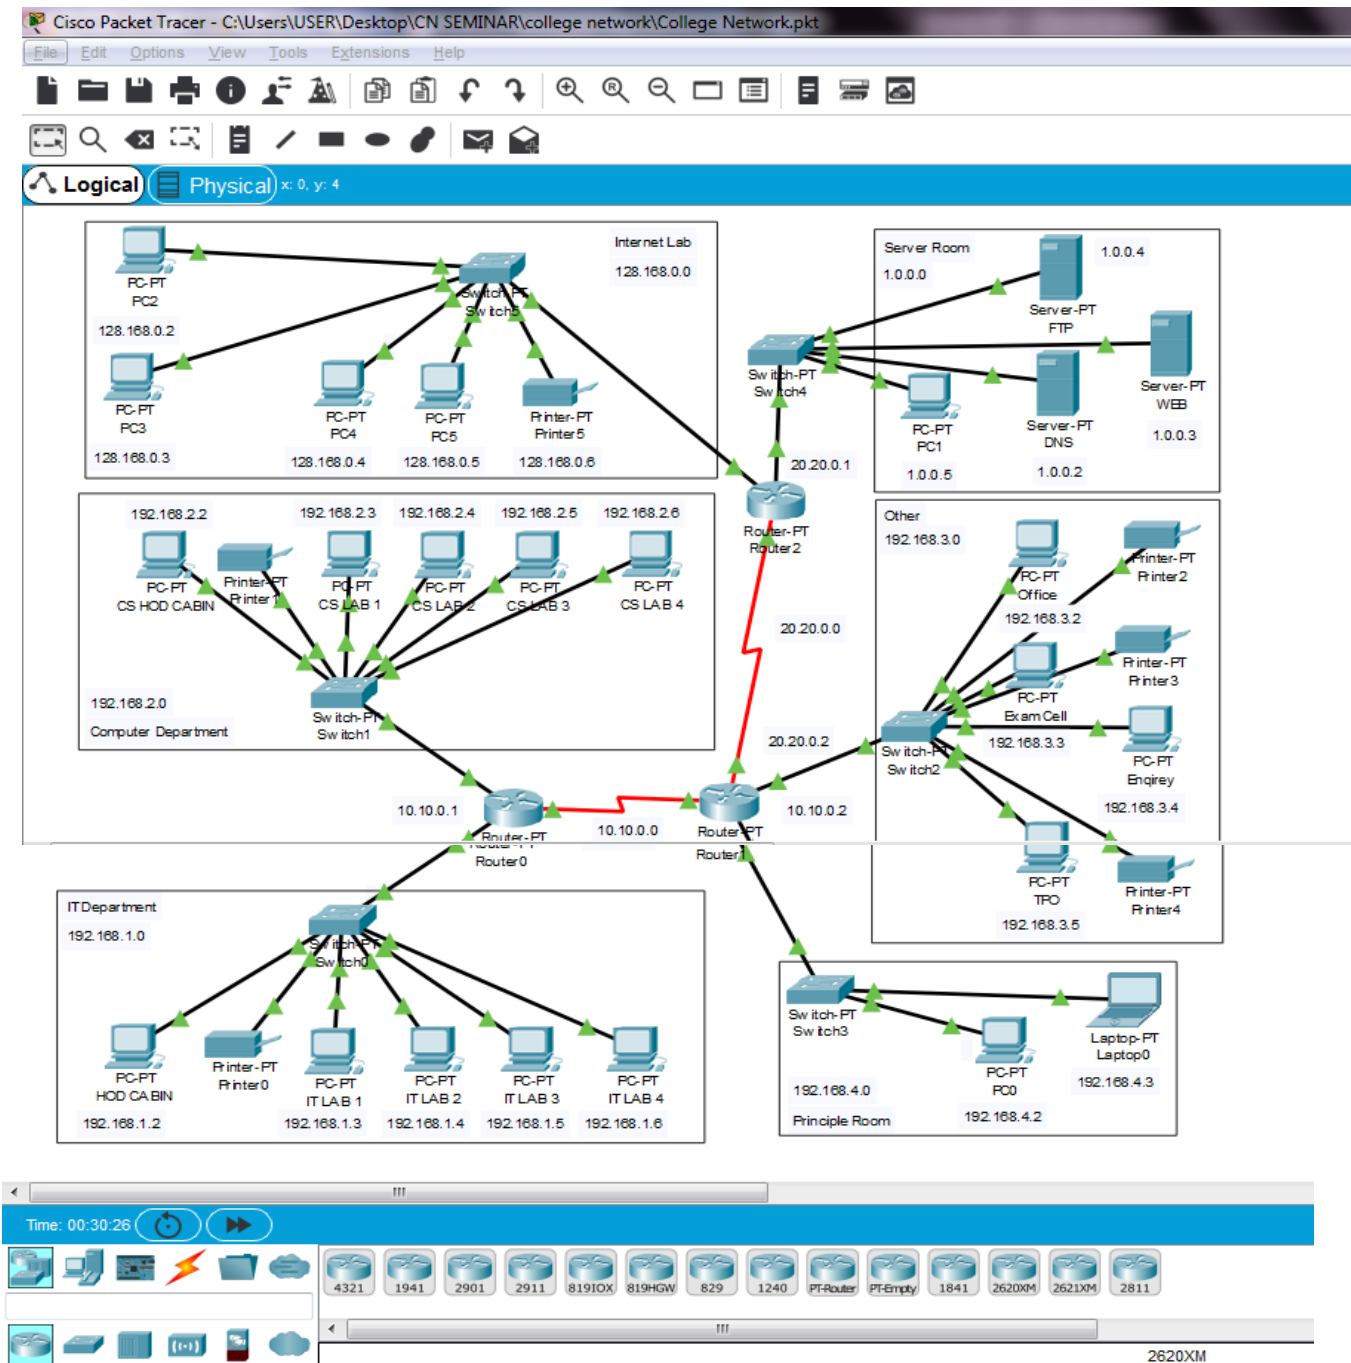 Cisco Packet Tracer - C:\Users\USER\Desktop\CN SEMINAR\college network\College Network.pkt
File Edit Options View Tools Extensions Help
Logical Physical x: 0, y: 4
Internet Lab
128.168.0.0
PC-PT
PC2
128.168.0.2
Switch-PT
Switch5
PC-PT
PC3
128.168.0.3
PC-PT
PC4
128.168.0.4
PC-PT
PC5
128.168.0.5
Printer-PT
Printer5
128.168.0.6
Server Room
1.0.0.0
1.0.0.4
Server-PT
FTP
Server-PT
WEB
1.0.0.3
Switch-PT
Switch4
PC-PT
PC1
1.0.0.5
Server-PT
DNS
1.0.0.2
20.20.0.1
Router-PT
Router2
192.168.2.2 192.168.2.3 192.168.2.4 192.168.2.5 192.168.2.6
PC-PT
CS HOD CABIN
Printer-PT
Printer1
PC-PT
CS LAB 1
PC-PT
CS LAB 2
PC-PT
CS LAB 3
PC-PT
CS LAB 4
192.168.2.0
Computer Department
Switch-PT
Switch1
Other
192.168.3.0
PC-PT
Office
192.168.3.2
Printer-PT
Printer2
Printer-PT
Printer3
PC-PT
Exam Cell
192.168.3.3
Switch-PT
Switch2
PC-PT
Enqirey
192.168.3.4
PC-PT
TPO
192.168.3.5
Printer-PT
Printer4
20.20.0.0
20.20.0.2
10.10.0.1
Router-PT
Router0
10.10.0.0
Router-PT
Router1
10.10.0.2
IT Department
192.168.1.0
Switch-PT
Switch0
PC-PT
HOD CABIN
192.168.1.2
Printer-PT
Printer0
PC-PT
IT LAB 1
192.168.1.3
PC-PT
IT LAB 2
192.168.1.4
PC-PT
IT LAB 3
192.168.1.5
PC-PT
IT LAB 4
192.168.1.6
Switch-PT
Switch3
Laptop-PT
Laptop0
192.168.4.3
PC-PT
PC0
192.168.4.2
192.168.4.0
Principle Room
Time: 00:30:26
4321 1941 2901 2911 819IOX 819HGW 829 1240 PT-Router PT-Empty 1841 2620XM 2621XM 2811
2620XM